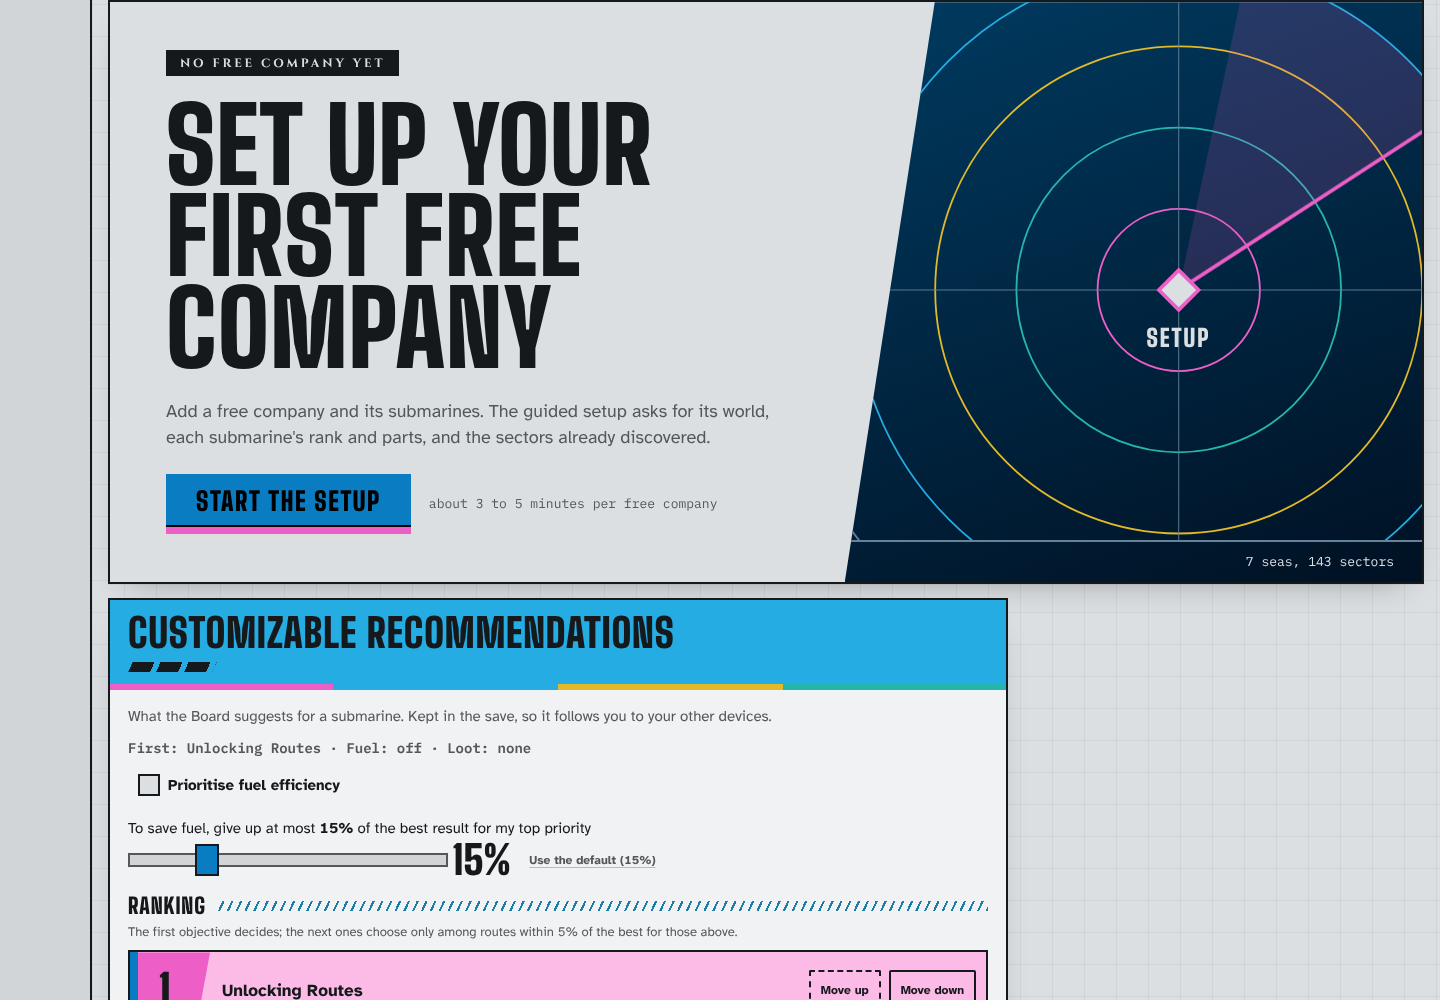 NO FREE COMPANY YET
SET UP YOUR
FIRST FREE
COMPANY
Add a free company and its submarines. The guided setup asks for its world,
each submarine's rank and parts, and the sectors already discovered.
START THE SETUP
about 3 to 5 minutes per free company
SETUP
7 seas, 143 sectors
CUSTOMIZABLE RECOMMENDATIONS
What the Board suggests for a submarine. Kept in the save, so it follows you to your other devices.
First: Unlocking Routes · Fuel: off · Loot: none
Prioritise fuel efficiency
To save fuel, give up at most 15% of the best result for my top priority
15%
Use the default (15%)
RANKING
The first objective decides; the next ones choose only among routes within 5% of the best for those above.
1
Unlocking Routes
Move up
Move down